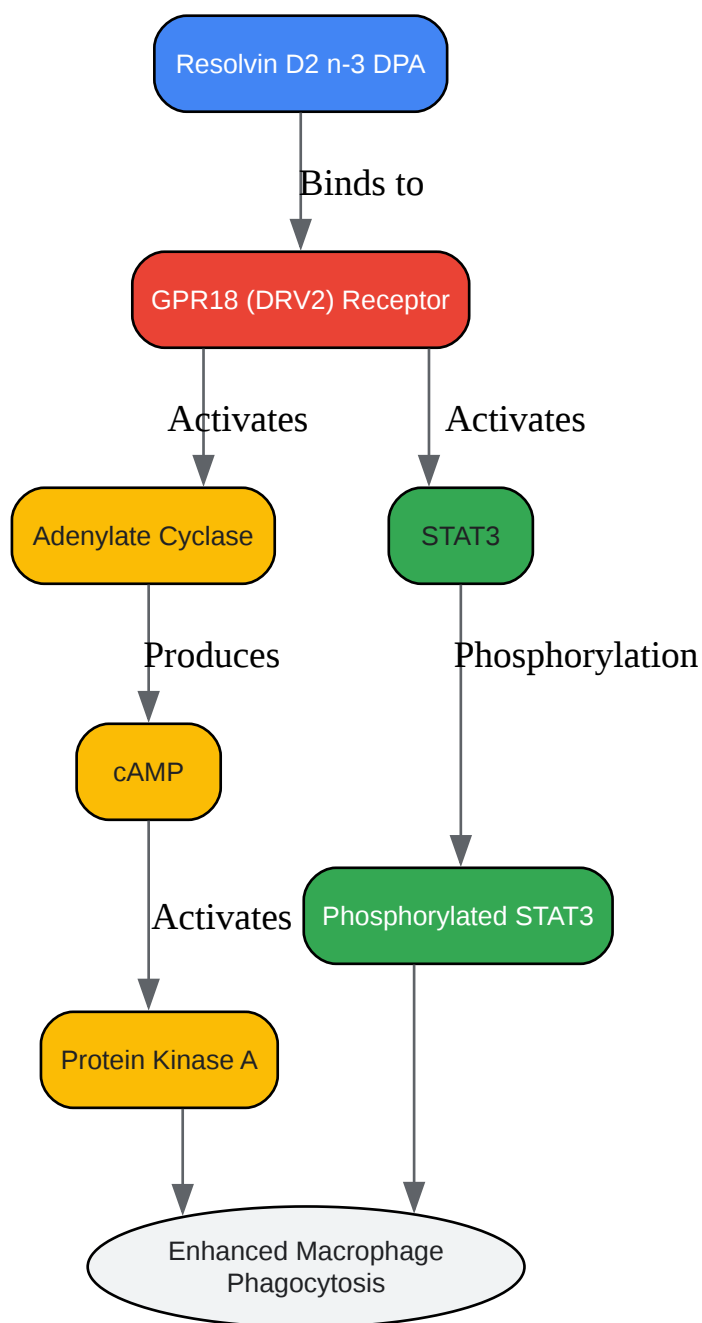 Resolvin D2 n-3 DPA
Binds to
GPR18 (DRV2) Receptor
Activates
Activates
Adenylate Cyclase
STAT3
Produces
Phosphorylation
cAMP
Activates
Phosphorylated STAT3
Protein Kinase A
Enhanced Macrophage
Phagocytosis